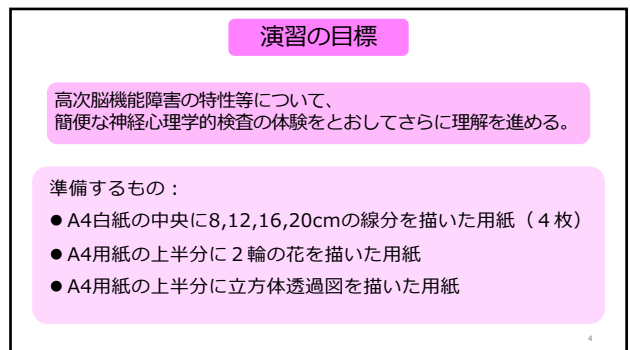 演習の目標
高次脳機能障害の特性等について、
簡便な神経心理学的検査の体験をとおしてさらに理解を進める。
準備するもの：
●A4白紙の中央に8,12,16,20cmの線分を描いた用紙（４枚）
●A4用紙の上半分に２輪の花を描いた用紙
●A4用紙の上半分に立方体透過図を描いた用紙
4